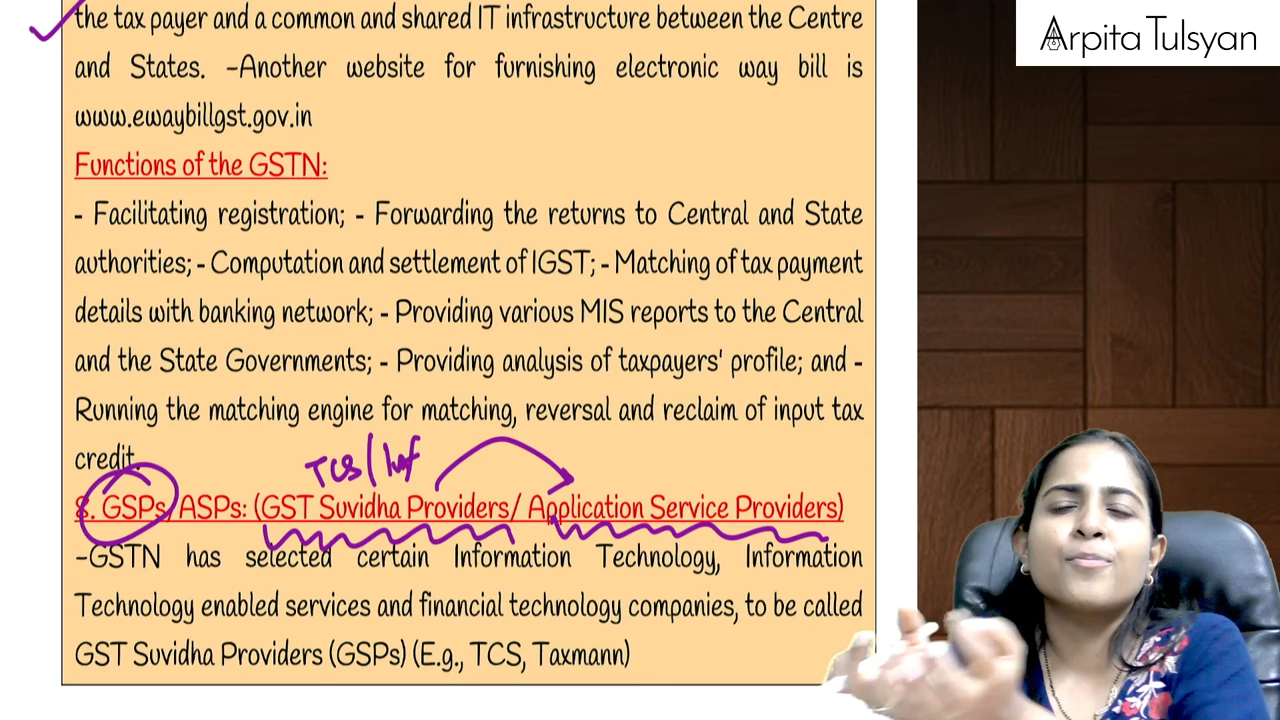 the tax payer and a common and shared IT infrastructure between the Centre
Arpita Tulsyan
and States. -Another website for furnishing electronic way bill is
www.ewaybillgst.gov.in
Functions of the GSTN:
- Facilitating registration; - Forwarding the returns to Central and State
authorities; - Computation and settlement of IGST; - Matching of tax payment
details with banking network; - Providing various MIS reports to the Central
and the State Governments; - Providing analysis of taxpayers' profile; and -
Running the matching engine for matching, reversal and reclaim of input tax
credit.
TCS/Inf
8. GSPs/ASPs: (GST Suvidha Providers/ Application Service Providers)
-GSTN has selected certain Information Technology, Information
Technology enabled services and financial technology companies, to be called
GST Suvidha Providers (GSPs) (E.g., TCS, Taxmann)